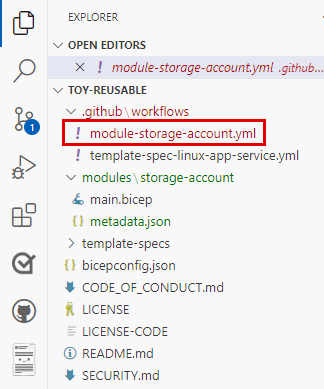 EXPLORER
OPEN EDITORS
module-storage-account.yml .github...
TOY-REUSABLE
.github\workflows
! module-storage-account.yml
! template-spec-linux-app-service.yml
modules\storage-account
main.bicep
{} metadata.json
template-specs
{} bicepconfig.json
CODE_OF_CONDUCT.md
LICENSE
LICENSE-CODE
README.md
SECURITY.md
1